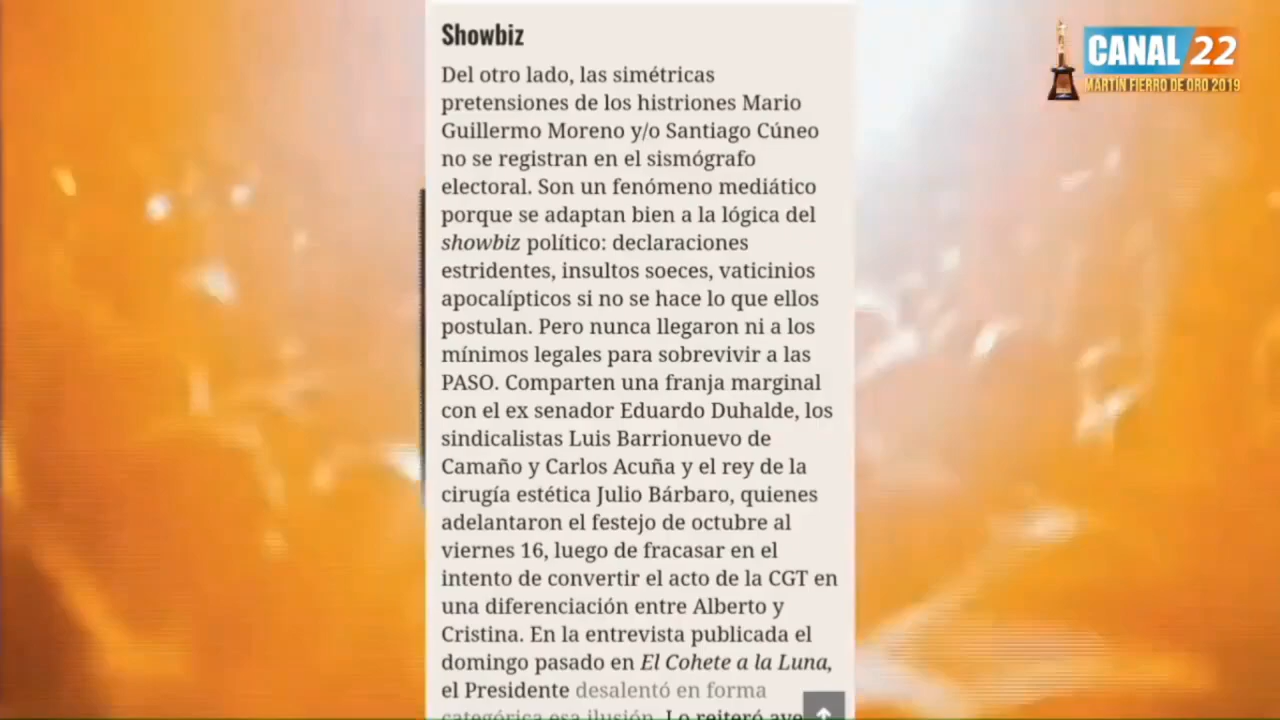 Showbiz
Del otro lado, las simétricas
pretensiones de los histriones Mario
Guillermo Moreno y/o Santiago Cúneo
no se registran en el sismógrafo
electoral. Son un fenómeno mediático
porque se adaptan bien a la lógica del
showbiz político: declaraciones
estridentes, insultos soeces, vaticinios
apocalípticos si no se hace lo que ellos
postulan. Pero nunca llegaron ni a los
mínimos legales para sobrevivir a las
PASO. Comparten una franja marginal
con el ex senador Eduardo Duhalde, los
sindicalistas Luis Barrionuevo de
Camaño y Carlos Acuña y el rey de la
cirugía estética Julio Bárbaro, quienes
adelantaron el festejo de octubre al
viernes 16, luego de fracasar en el
intento de convertir el acto de la CGT en
una diferenciación entre Alberto y
Cristina. En la entrevista publicada el
domingo pasado en El Cohete a la Luna,
el Presidente desalentó en forma
categórica esa ilusión. Lo reiteró aye
CANAL 22
MARTÍN FIERRO DE ORO 2019